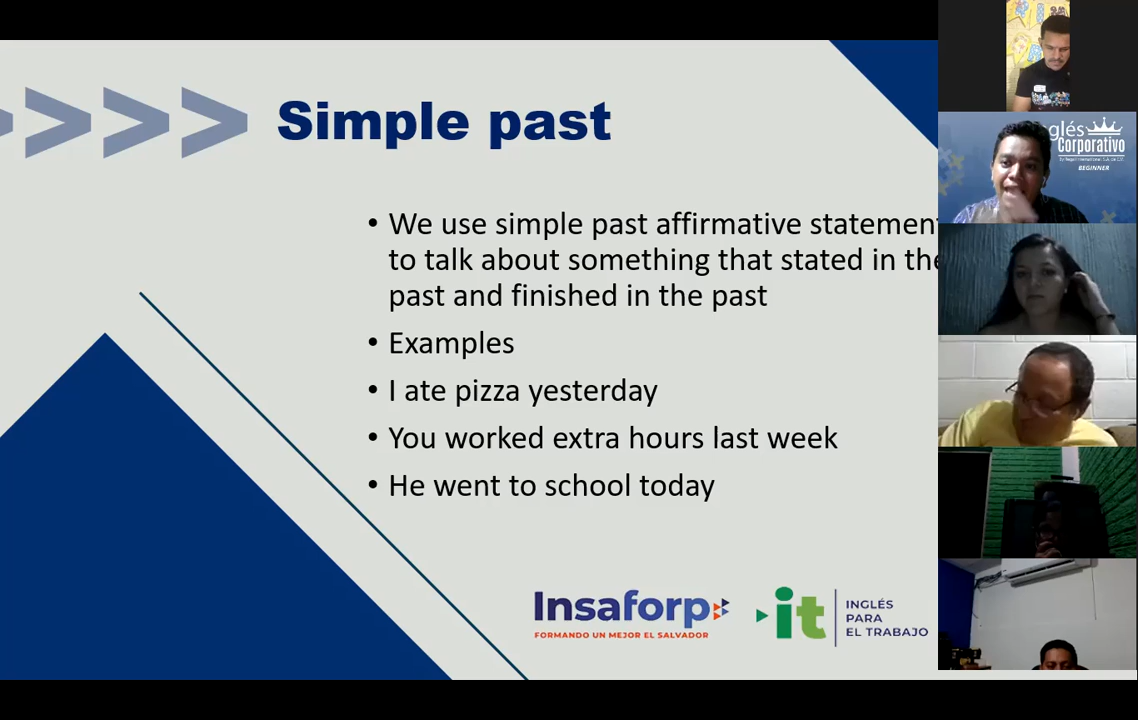 Simple past
• We use simple past affirmative statement
to talk about something that stated in the
past and finished in the past
• Examples
• I ate pizza yesterday
• You worked extra hours last week
• He went to school today
Insaforp
FORMANDO UN MEJOR EL SALVADOR
it
INGLÉS
PARA
EL TRABAJO
glés
Corporativo
BEGINNER